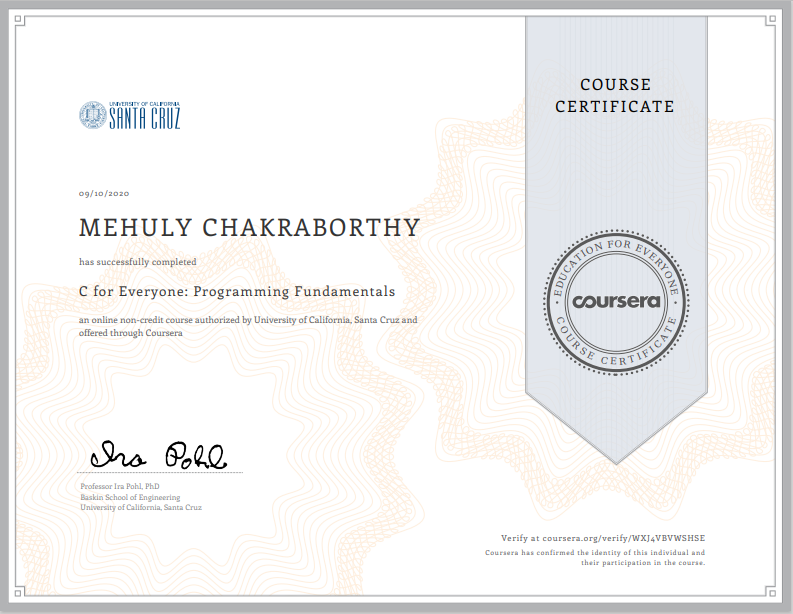 COURSE
CERTIFICATE
UNIVERSITY OF CALIFORNIA
SANTA CRUZ
09/10/2020
MEHULY CHAKRABORTHY
has successfully completed
C for Everyone: Programming Fundamentals
an online non-credit course authorized by University of California, Santa Cruz and
offered through Coursera
EDUCATION FOR EVERYONE
coursera
COURSE CERTIFICATE
Ira Pohl
Professor Ira Pohl, PhD
Baskin School of Engineering
University of California, Santa Cruz
Verify at coursera.org/verify/WXJ4VBVWSHSE
Coursera has confirmed the identity of this individual and
their participation in the course.